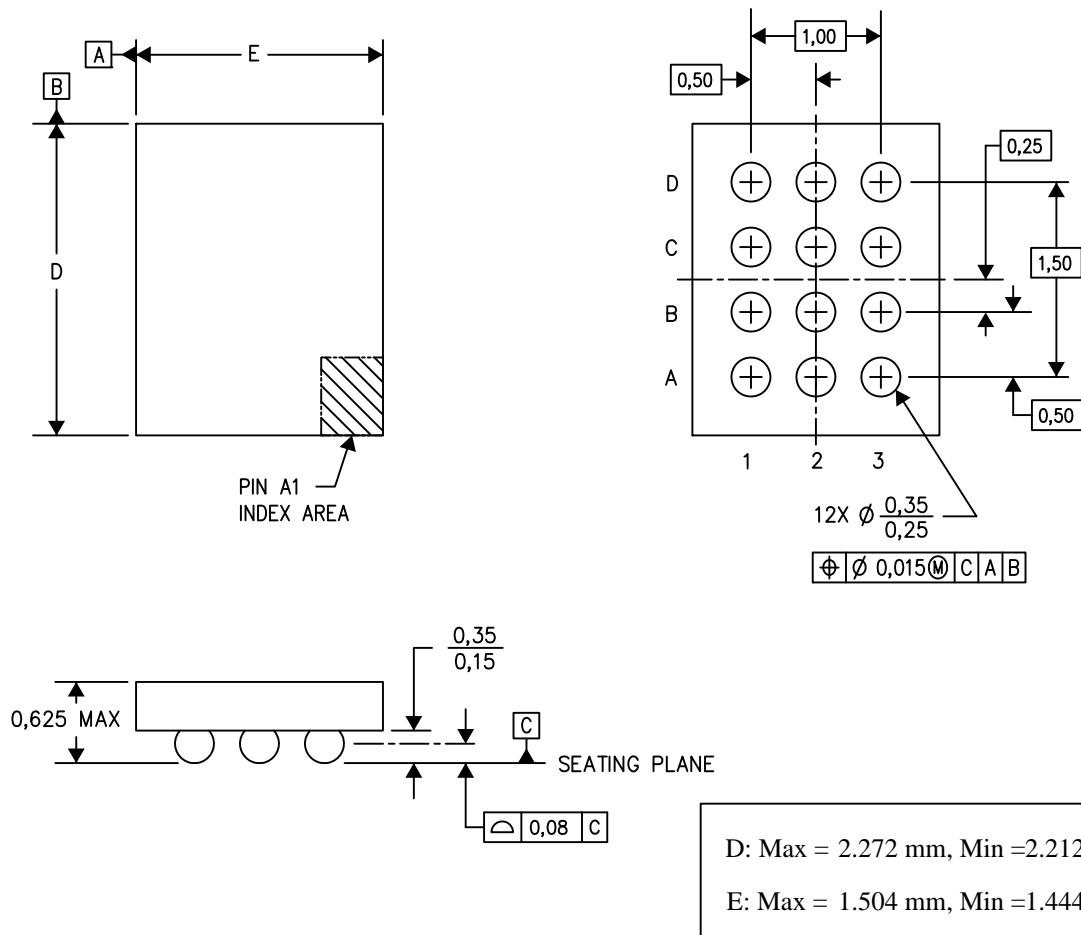 A
E
B
D
PIN A1
INDEX AREA
1,00
0,50
0,25
D
C
1,50
B
A
0,50
1 2 3
12X Ø 0,35
0,25
⌖ Ø 0,015Ⓜ C A B
0,35
0,15
0,625 MAX
C
SEATING PLANE
⌓ 0,08 C
D: Max = 2.272 mm, Min =2.212
E: Max = 1.504 mm, Min =1.444